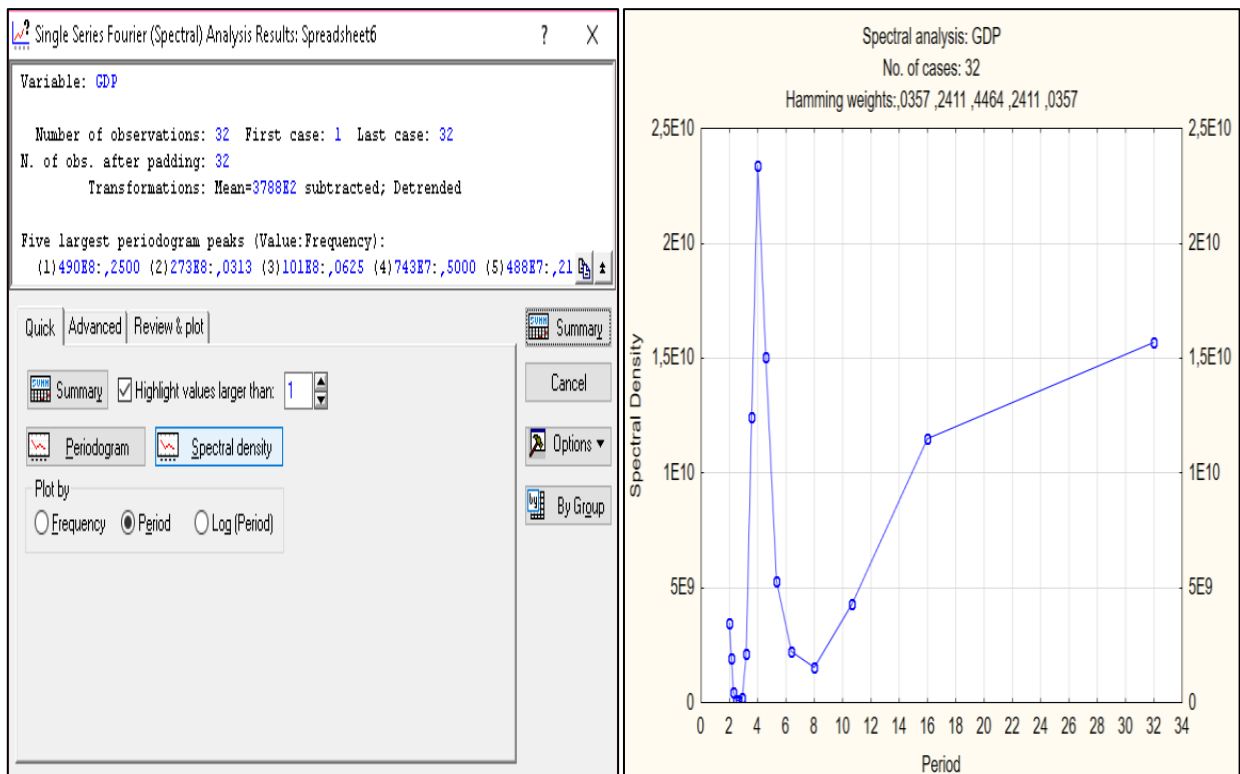 Single Series Fourier (Spectral) Analysis Results: Spreadsheet6 ? X
Variable: GDP
Number of observations: 32 First case: 1 Last case: 32
N. of obs. after padding: 32
Transformations: Mean=3788E2 subtracted; Detrended
Five largest periodogram peaks (Value:Frequency):
(1)490E8:,2500 (2)273E8:,0313 (3)101E8:,0625 (4)743E7:,5000 (5)488E7:,21
Quick Advanced Review & plot
Summary
Summary Highlight values larger than: 1
Cancel
Periodogram Spectral density
Options
Plot by
By Group
Frequency Period Log (Period)
Spectral analysis: GDP
No. of cases: 32
Hamming weights:,0357 ,2411 ,4464 ,2411 ,0357
2,5E10 2,5E10
2E10 2E10
1,5E10 1,5E10
Spectral Density
1E10 1E10
5E9 5E9
0 0
0 2 4 6 8 10 12 14 16 18 20 22 24 26 28 30 32 34
Period